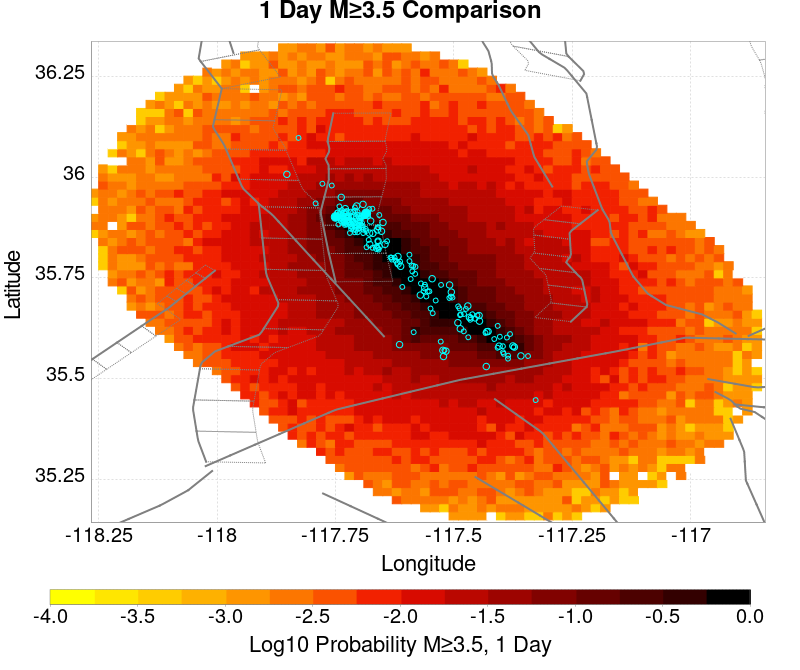 1 Day M≥3.5 Comparison
36.25
36
35.75
35.5
35.25
Latitude
-118.25 -118 -117.75 -117.5 -117.25 -117
Longitude
-4.0 -3.5 -3.0 -2.5 -2.0 -1.5 -1.0 -0.5 0.0
Log10 Probability M≥3.5, 1 Day